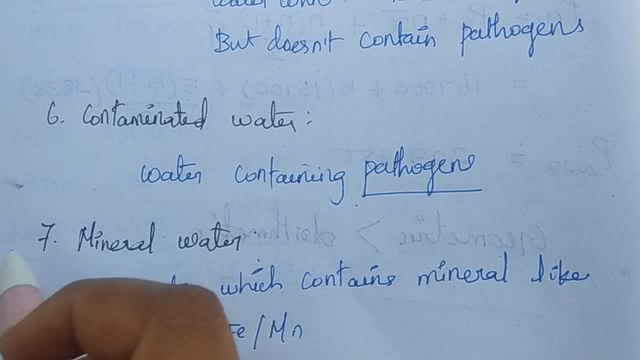 But doesn't contain pathogens
6. Contaminated water:
water containing pathogens
7. Mineral water:
which contains mineral like
Fe/Mn